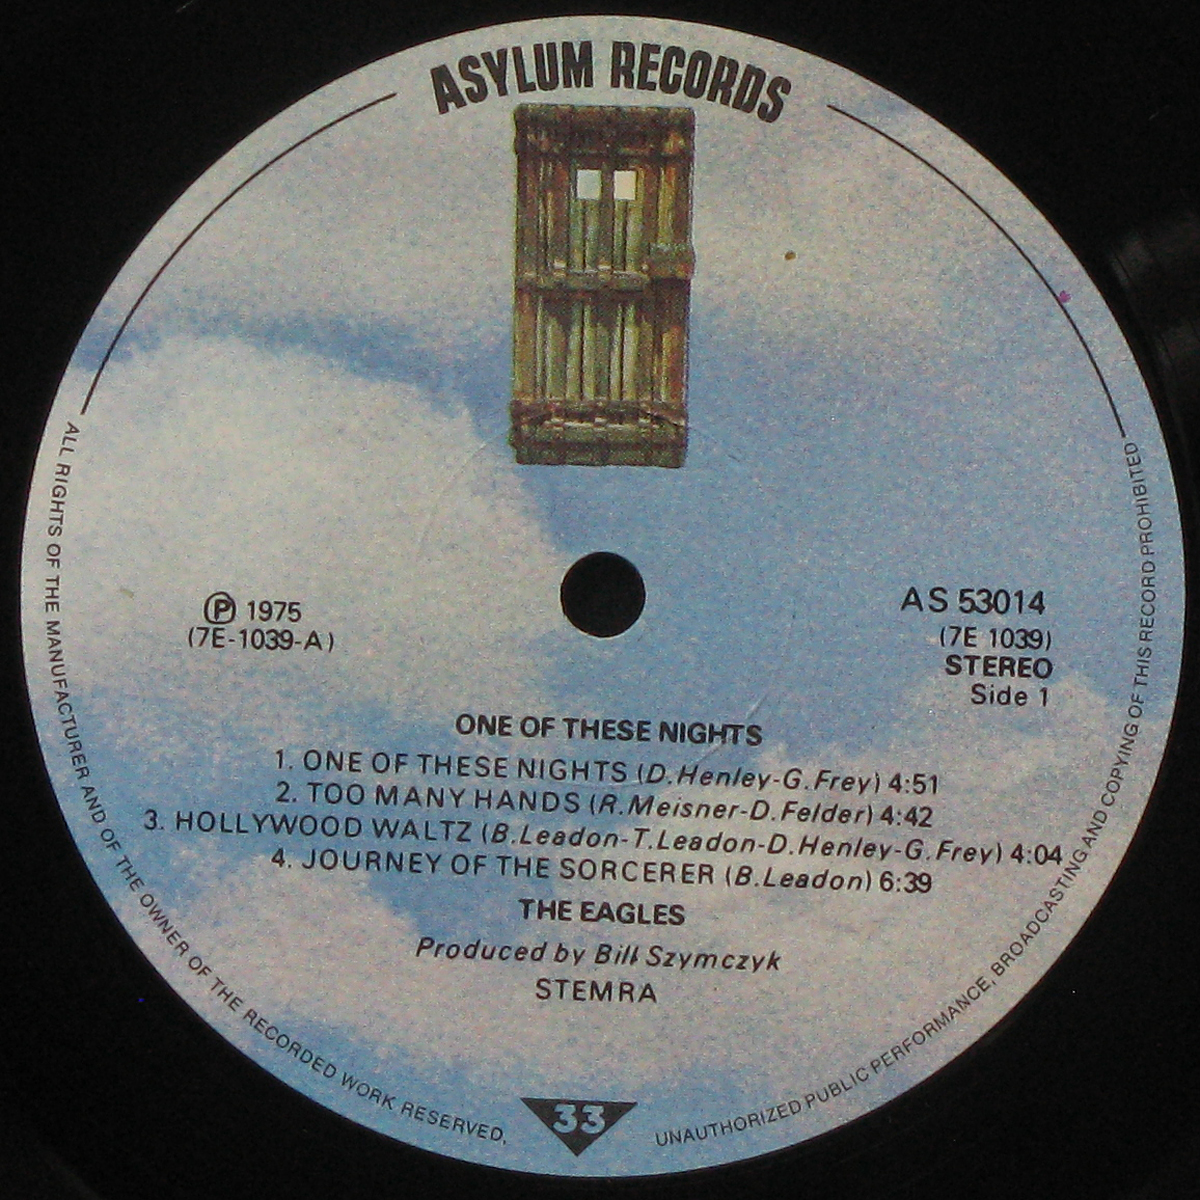 ASYLUM RECORDS
Ⓟ 1975
(7E-1039-A)
AS 53014
(7E 1039)
STEREO
Side 1
ONE OF THESE NIGHTS
1. ONE OF THESE NIGHTS (D.Henley-G.Frey) 4:51
2. TOO MANY HANDS (R.Meisner-D.Felder) 4:42
3. HOLLYWOOD WALTZ (B.Leadon-T.Leadon-D.Henley-G.Frey) 4:04
4. JOURNEY OF THE SORCERER (B.Leadon) 6:39
THE EAGLES
Produced by Bill Szymczyk
STEMRA
33
ALL RIGHTS OF THE MANUFACTURER AND OF THE OWNER OF THE RECORDED WORK RESERVED,
UNAUTHORIZED PUBLIC PERFORMANCE, BROADCASTING AND COPYING OF THIS RECORD PROHIBITED